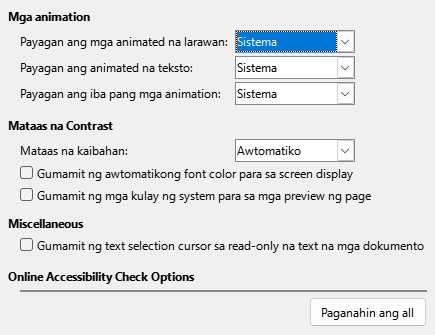 Mga animation
Payagan ang mga animated na larawan: Sistema
Payagan ang animated na teksto: Sistema
Payagan ang iba pang mga animation: Sistema
Mataas na Contrast
Mataas na kaibahan: Awtomatiko
Gumamit ng awtomatikong font color para sa screen display
Gumamit ng mga kulay ng system para sa mga preview ng page
Miscellaneous
Gumamit ng text selection cursor sa read-only na text na mga dokumento
Online Accessibility Check Options
Paganahin ang all